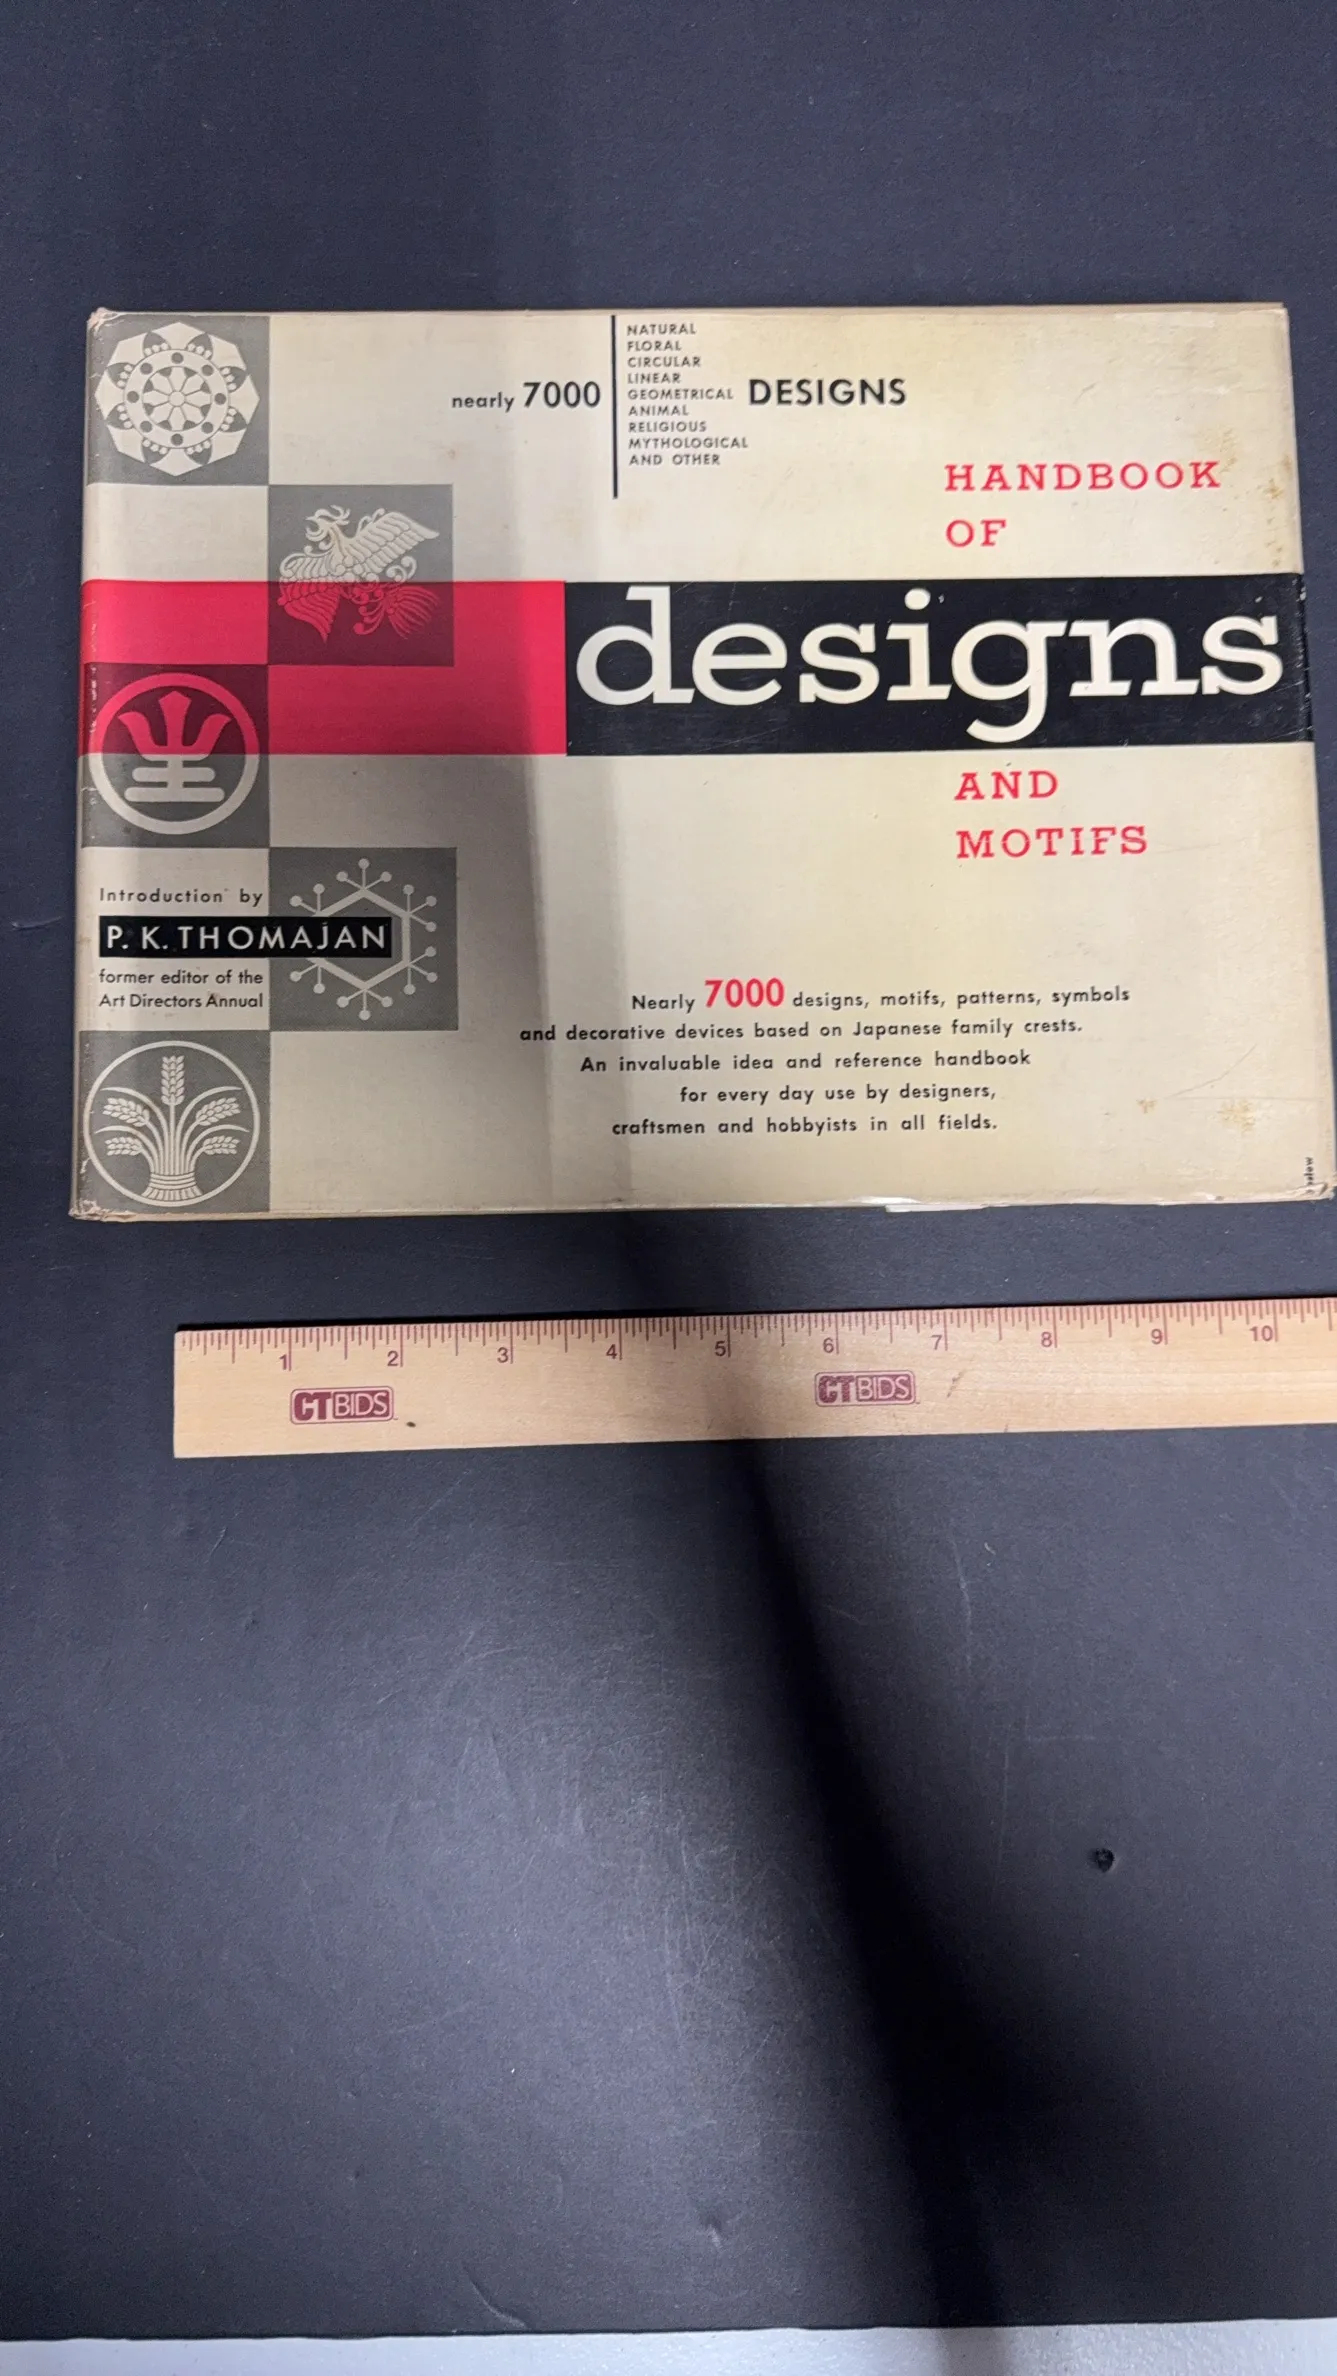 nearly 7000
NATURAL
FLORAL
CIRCULAR
LINEAR
GEOMETRICAL
ANIMAL
RELIGIOUS
MYTHOLOGICAL
AND OTHER
DESIGNS
HANDBOOK
OF
designs
AND
MOTIFS
Introduction by
P. K. THOMAJAN
former editor of the
Art Directors Annual
Nearly 7000 designs, motifs, patterns, symbols
and decorative devices based on Japanese family crests.
An invaluable idea and reference handbook
for every day use by designers,
craftsmen and hobbyists in all fields.
1 2 3 4 5 6 7 8 9 10
CTBIDS CTBIDS